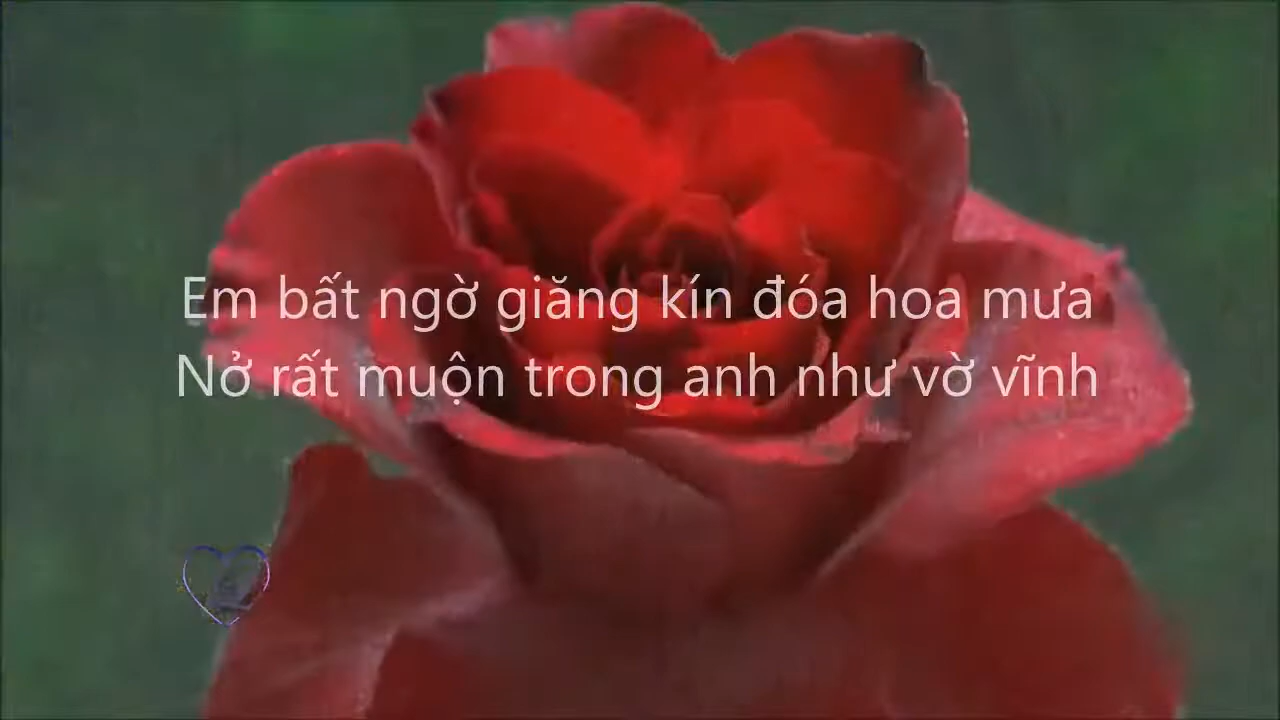 Em bất ngờ giăng kín đóa hoa mưa
Nở rất muộn trong anh như vờ vĩnh